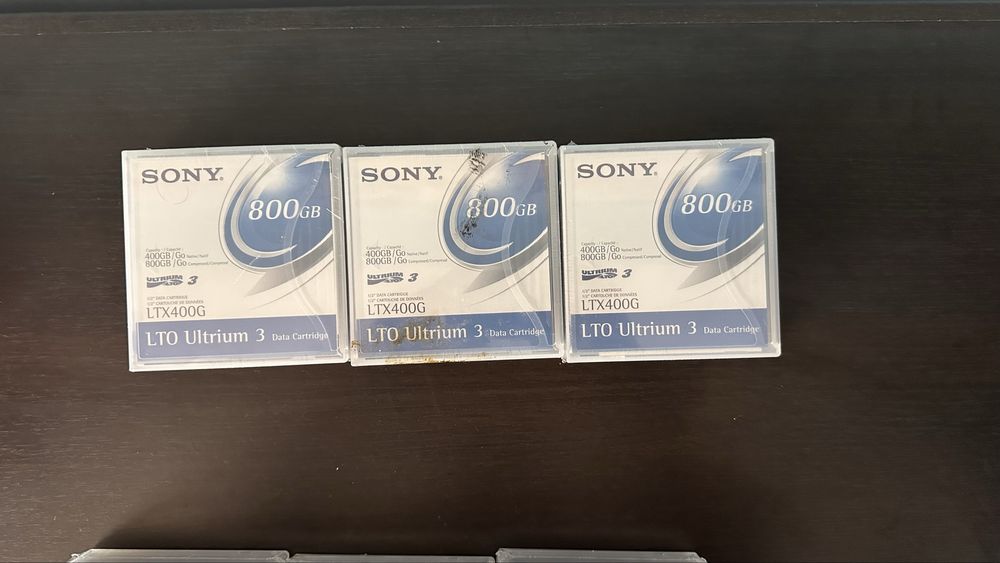 SONY®
800GB
Capacity / Capacité :
400GB/Go Native/Natif
800GB/Go Compressed/Compressé
ULTRIUM LTO 3
1/2" DATA CARTRIDGE
1/2" CARTOUCHE DE DONNÉES
LTX400G
LTO Ultrium 3 Data Cartridge
SONY®
800GB
Capacity / Capacité :
400GB/Go Native/Natif
800GB/Go Compressed/Compressé
ULTRIUM LTO 3
1/2" DATA CARTRIDGE
1/2" CARTOUCHE DE DONNÉES
LTX400G
LTO Ultrium 3 Data Cartridge
SONY®
800GB
Capacity / Capacité :
400GB/Go Native/Natif
800GB/Go Compressed/Compressé
ULTRIUM LTO 3
1/2" DATA CARTRIDGE
1/2" CARTOUCHE DE DONNÉES
LTX400G
LTO Ultrium 3 Data Cartridge